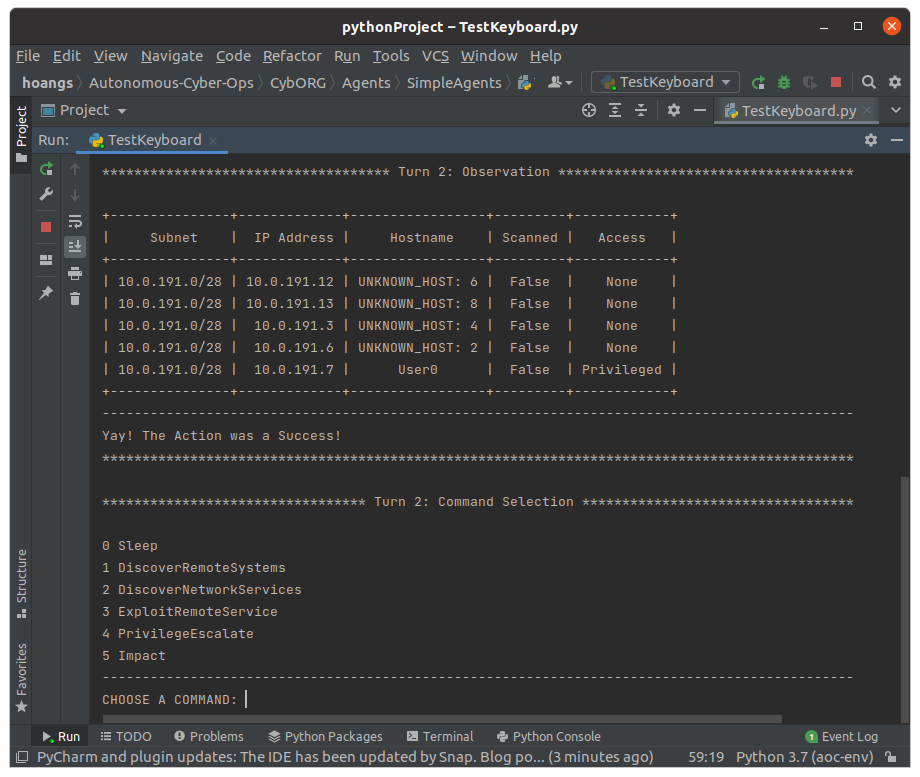 pythonProject – TestKeyboard.py
File Edit View Navigate Code Refactor Run Tools VCS Window Help
hoangs Autonomous-Cyber-Ops CybORG Agents SimpleAgents TestKeyboard
Project TestKeyboard.py
Project
Run: TestKeyboard
************************************ Turn 2: Observation *************************************
+---------------+-------------+-----------------+---------+------------+
| Subnet | IP Address | Hostname | Scanned | Access |
+---------------+-------------+-----------------+---------+------------+
| 10.0.191.0/28 | 10.0.191.12 | UNKNOWN_HOST: 6 | False | None |
| 10.0.191.0/28 | 10.0.191.13 | UNKNOWN_HOST: 8 | False | None |
| 10.0.191.0/28 | 10.0.191.3 | UNKNOWN_HOST: 4 | False | None |
| 10.0.191.0/28 | 10.0.191.6 | UNKNOWN_HOST: 2 | False | None |
| 10.0.191.0/28 | 10.0.191.7 | User0 | False | Privileged |
+---------------+-------------+-----------------+---------+------------+
----------------------------------------------------------------------------------------------
Yay! The Action was a Success!
**********************************************************************************************
********************************* Turn 2: Command Selection **********************************
0 Sleep
1 DiscoverRemoteSystems
2 DiscoverNetworkServices
3 ExploitRemoteService
4 PrivilegeEscalate
5 Impact
----------------------------------------------------------------------------------------------
CHOOSE A COMMAND:
Structure
Favorites
Run TODO Problems Python Packages Terminal Python Console 1 Event Log
PyCharm and plugin updates: The IDE has been updated by Snap. Blog po... (3 minutes ago) 59:19 Python 3.7 (aoc-env)